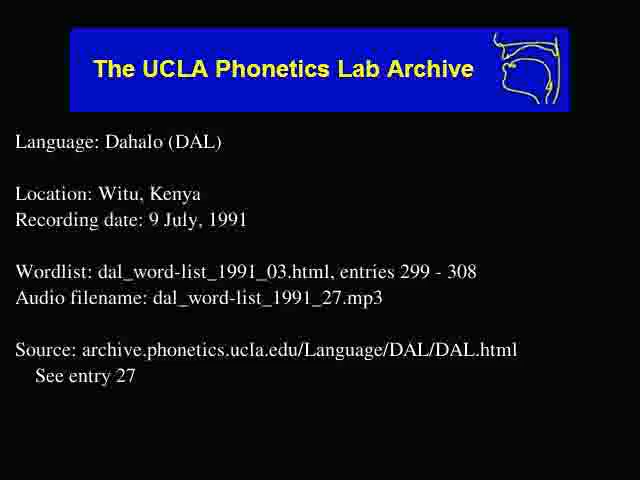 The UCLA Phonetics Lab Archive
Language: Dahalo (DAL)
Location: Witu, Kenya
Recording date: 9 July, 1991
Wordlist: dal_word-list_1991_03.html, entries 299 - 308
Audio filename: dal_word-list_1991_27.mp3
Source: archive.phonetics.ucla.edu/Language/DAL/DAL.html
See entry 27